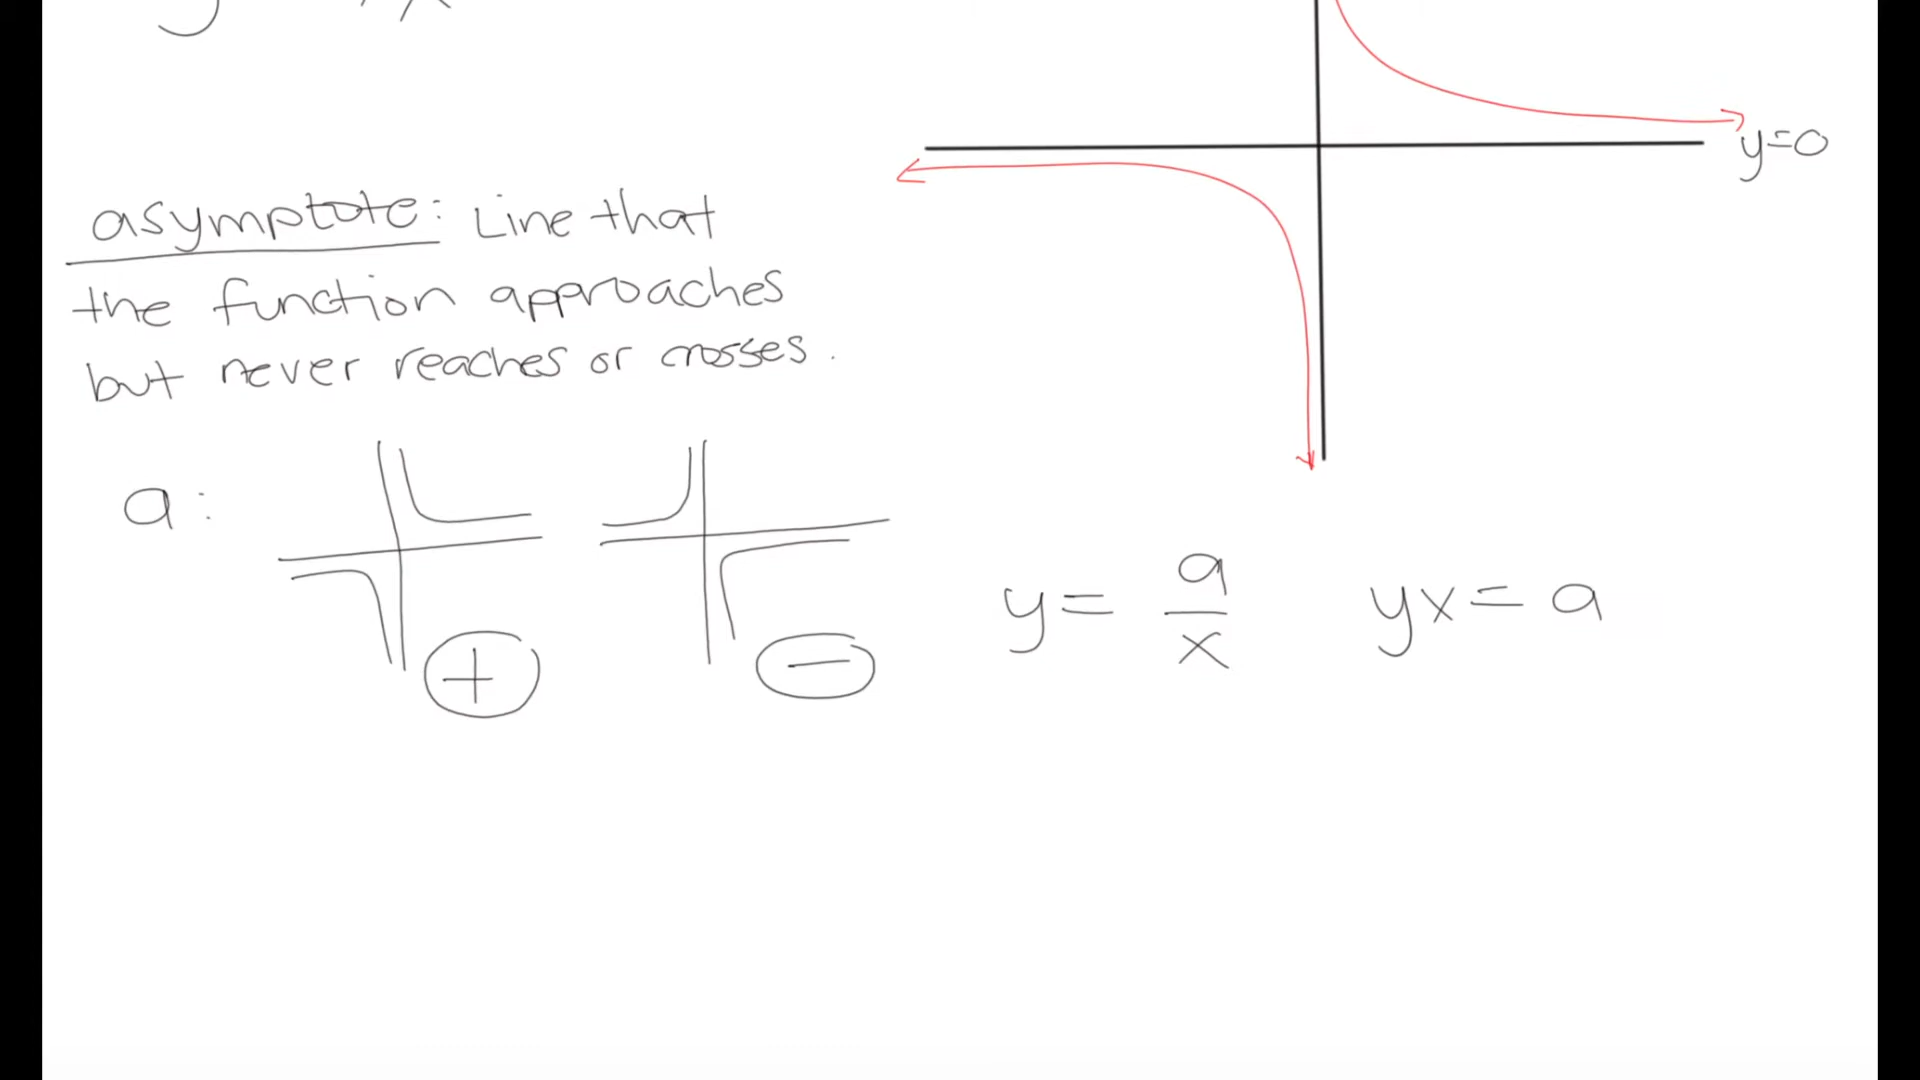 y=0
asymptote: Line that
the function approaches
but never reaches or crosses.
a:
+ −
y = a/x yx = a